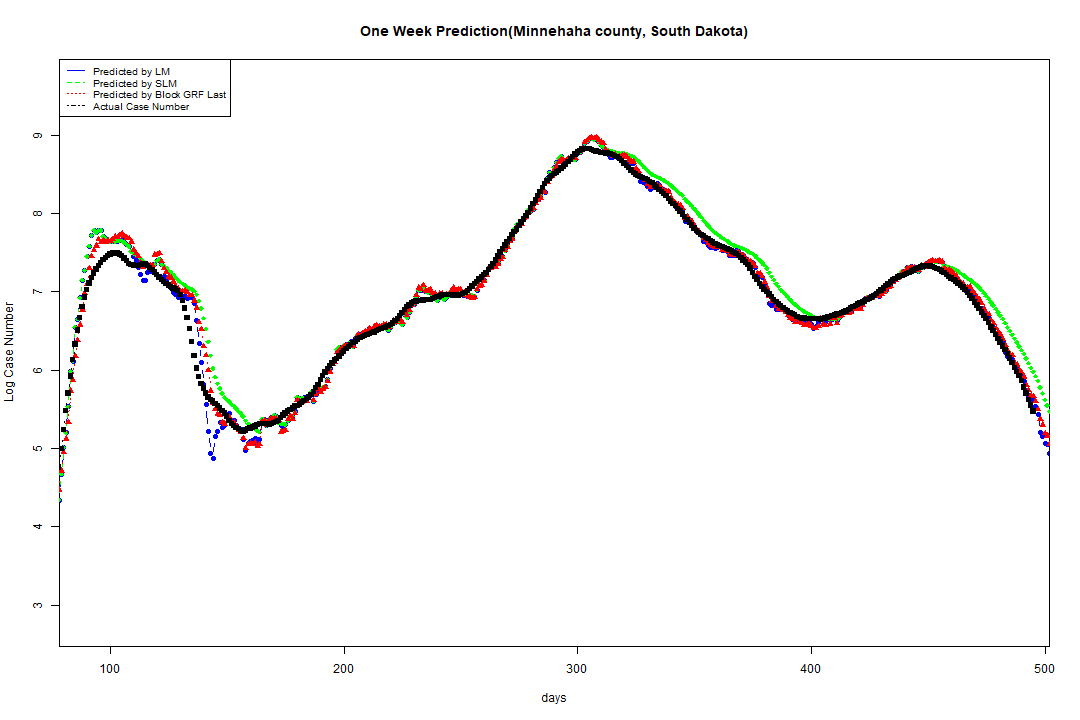 One Week Prediction(Minnehaha county, South Dakota)
Predicted by LM
Predicted by SLM
Predicted by Block GRF Last
Actual Case Number
9
8
7
6
5
4
3
Log Case Number
100 200 300 400 500
days